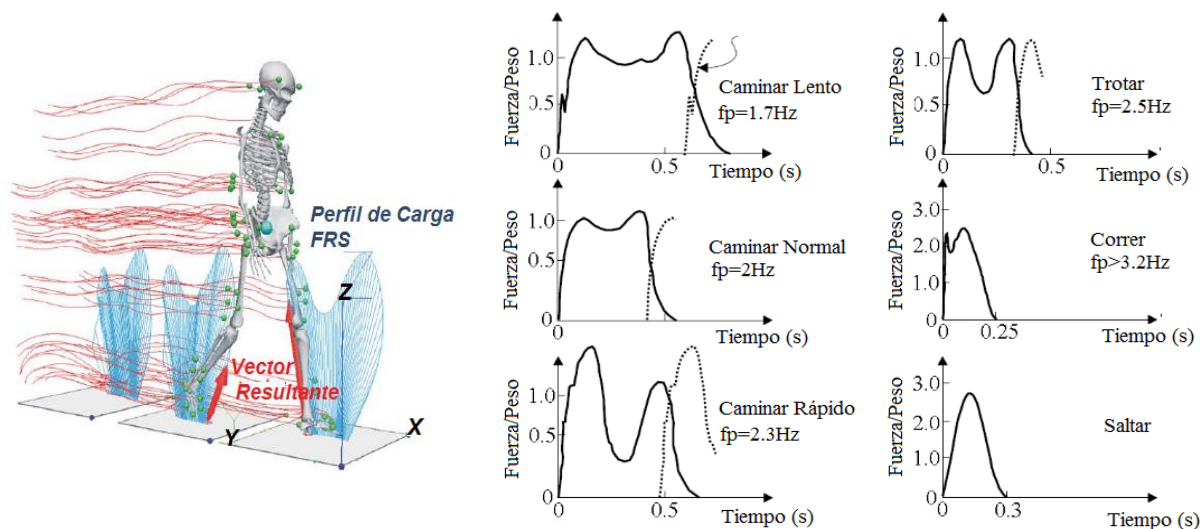 Perfil de Carga
FRS
Z
Vector
Resultante
X
Y
Fuerza/Peso
1.0
0.5
0
0
0.5
Tiempo (s)
Caminar Lento
fp=1.7Hz
Fuerza/Peso
1.0
0.5
0
0
0.5
Tiempo (s)
Trotar
fp=2.5Hz
Fuerza/Peso
1.0
0.5
0
0
0.5
Tiempo (s)
Caminar Normal
fp=2Hz
Fuerza/Peso
3.0
2.0
1.0
0
0
0.25
Tiempo (s)
Correr
fp>3.2Hz
Fuerza/Peso
1.0
0.5
0
0
0.5
Tiempo (s)
Caminar Rápido
fp=2.3Hz
Fuerza/Peso
3.0
2.0
1.0
0
0
0.3
Tiempo (s)
Saltar